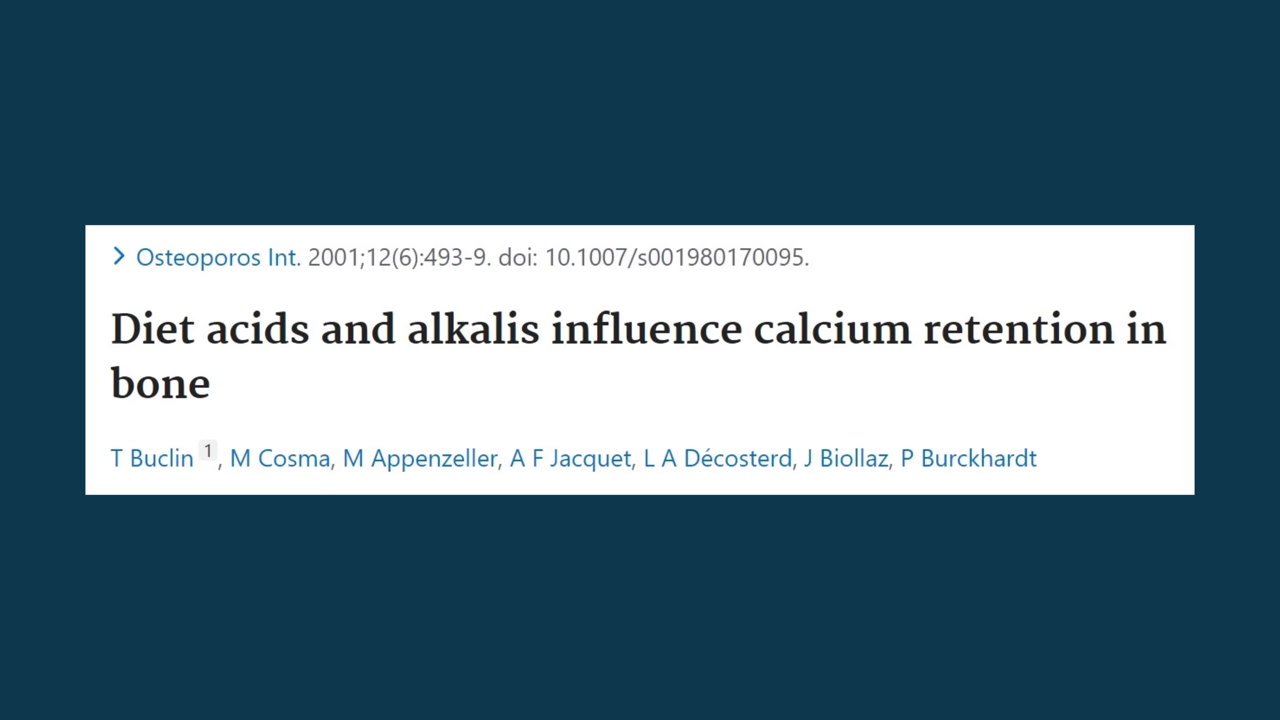 Osteoporos Int. 2001;12(6):493-9. doi: 10.1007/s001980170095.
Diet acids and alkalis influence calcium retention in
bone
T Buclin 1, M Cosma, M Appenzeller, A F Jacquet, L A Décosterd, J Biollaz, P Burckhardt